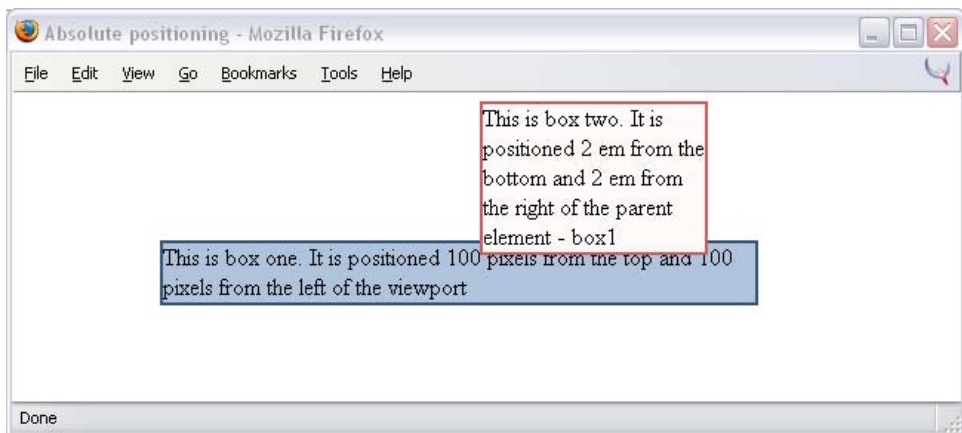 Absolute positioning - Mozilla Firefox
File Edit View Go Bookmarks Tools Help
This is box two. It is
positioned 2 em from the
bottom and 2 em from
the right of the parent
element - box1
This is box one. It is positioned 100 pixels from the top and 100
pixels from the left of the viewport
Done